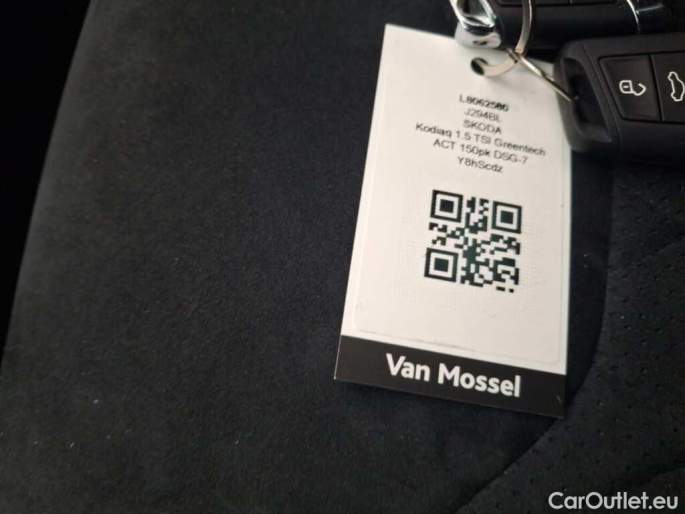 L8062580
J294BL
SKODA
Kodiaq 1.5 TSI Greentech
ACT 150pk DSG-7
Y8hScdz
Van Mossel
CarOutlet.eu